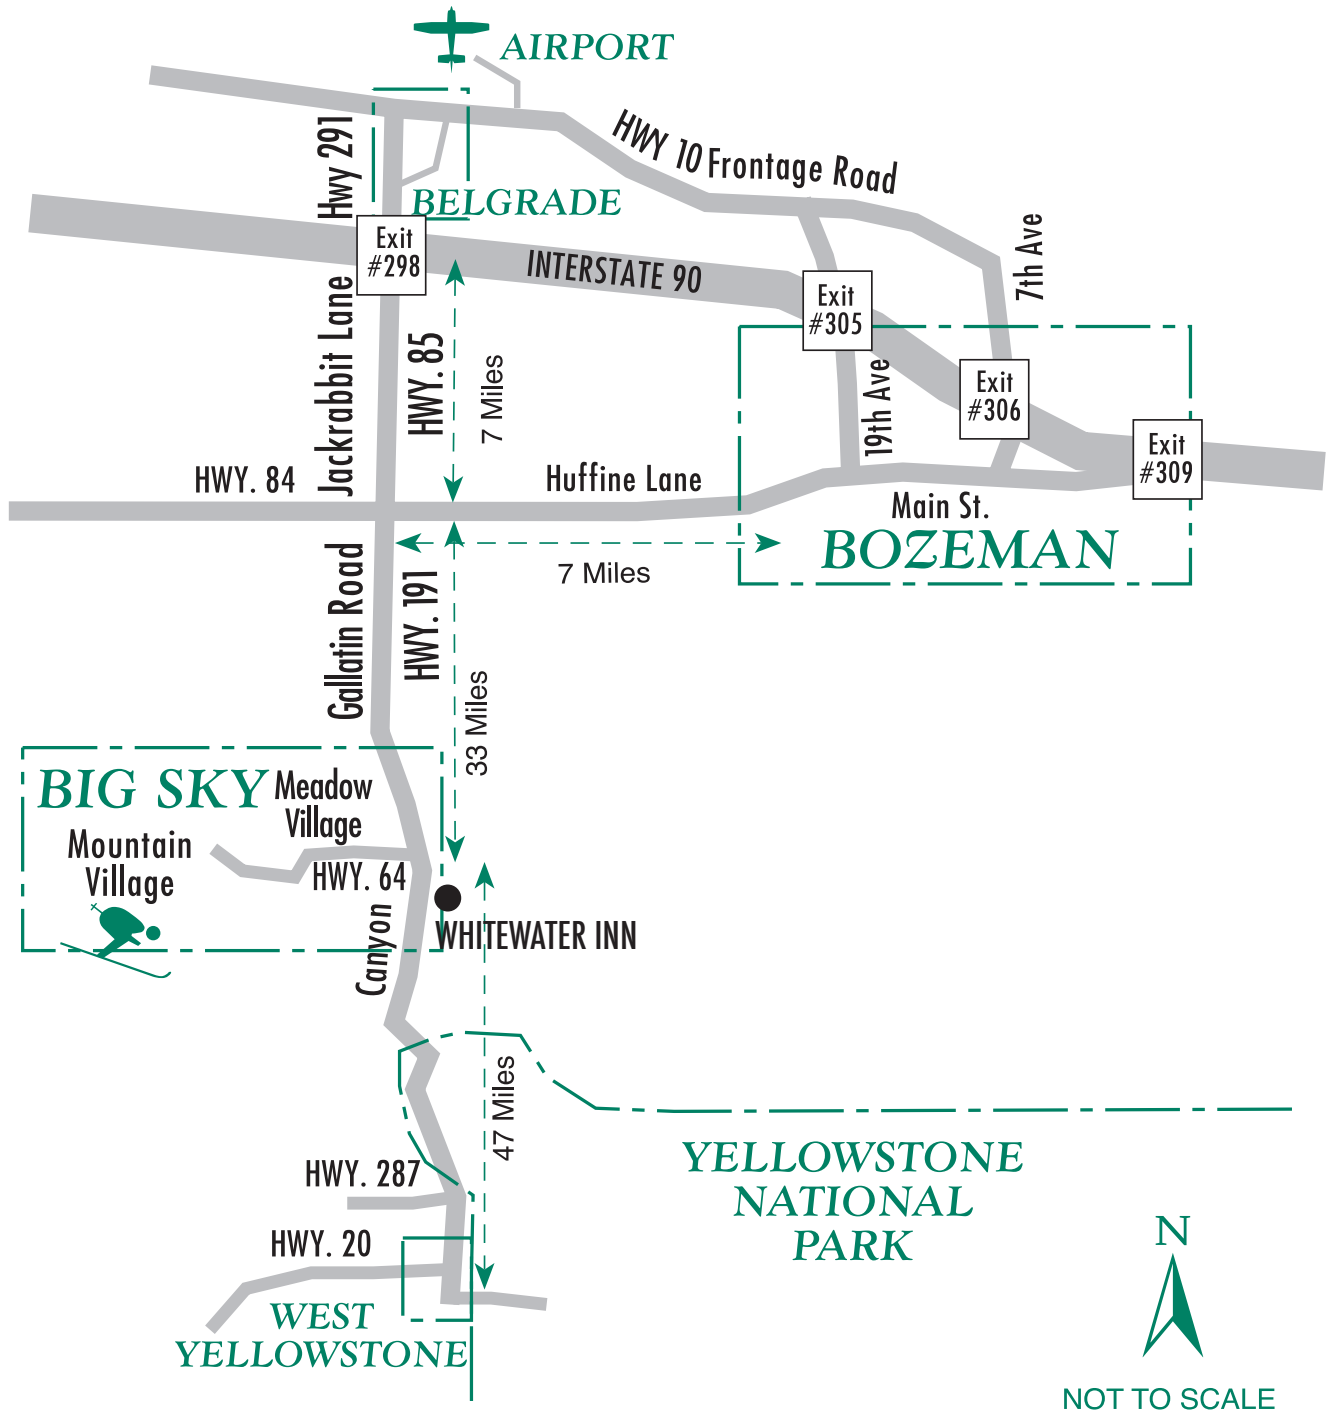 AIRPORT
HWY 10 Frontage Road
Hwy 291
BELGRADE
7th Ave
Exit
#298
INTERSTATE 90
Exit
#305
Jackrabbit Lane
HWY. 85
7 Miles
19th Ave
Exit
#306
Exit
#309
HWY. 84
Huffine Lane
Main St.
BOZEMAN
7 Miles
Gallatin Road
HWY. 191
33 Miles
BIG SKY
Meadow
Village
Mountain
Village
HWY. 64
Canyon
WHITEWATER INN
47 Miles
HWY. 287
YELLOWSTONE
NATIONAL
PARK
HWY. 20
WEST
YELLOWSTONE
N
NOT TO SCALE